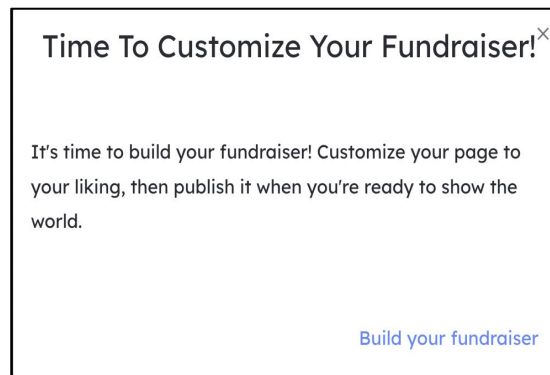 Time To Customize Your Fundraiser!
It's time to build your fundraiser! Customize your page to
your liking, then publish it when you're ready to show the
world.
Build your fundraiser